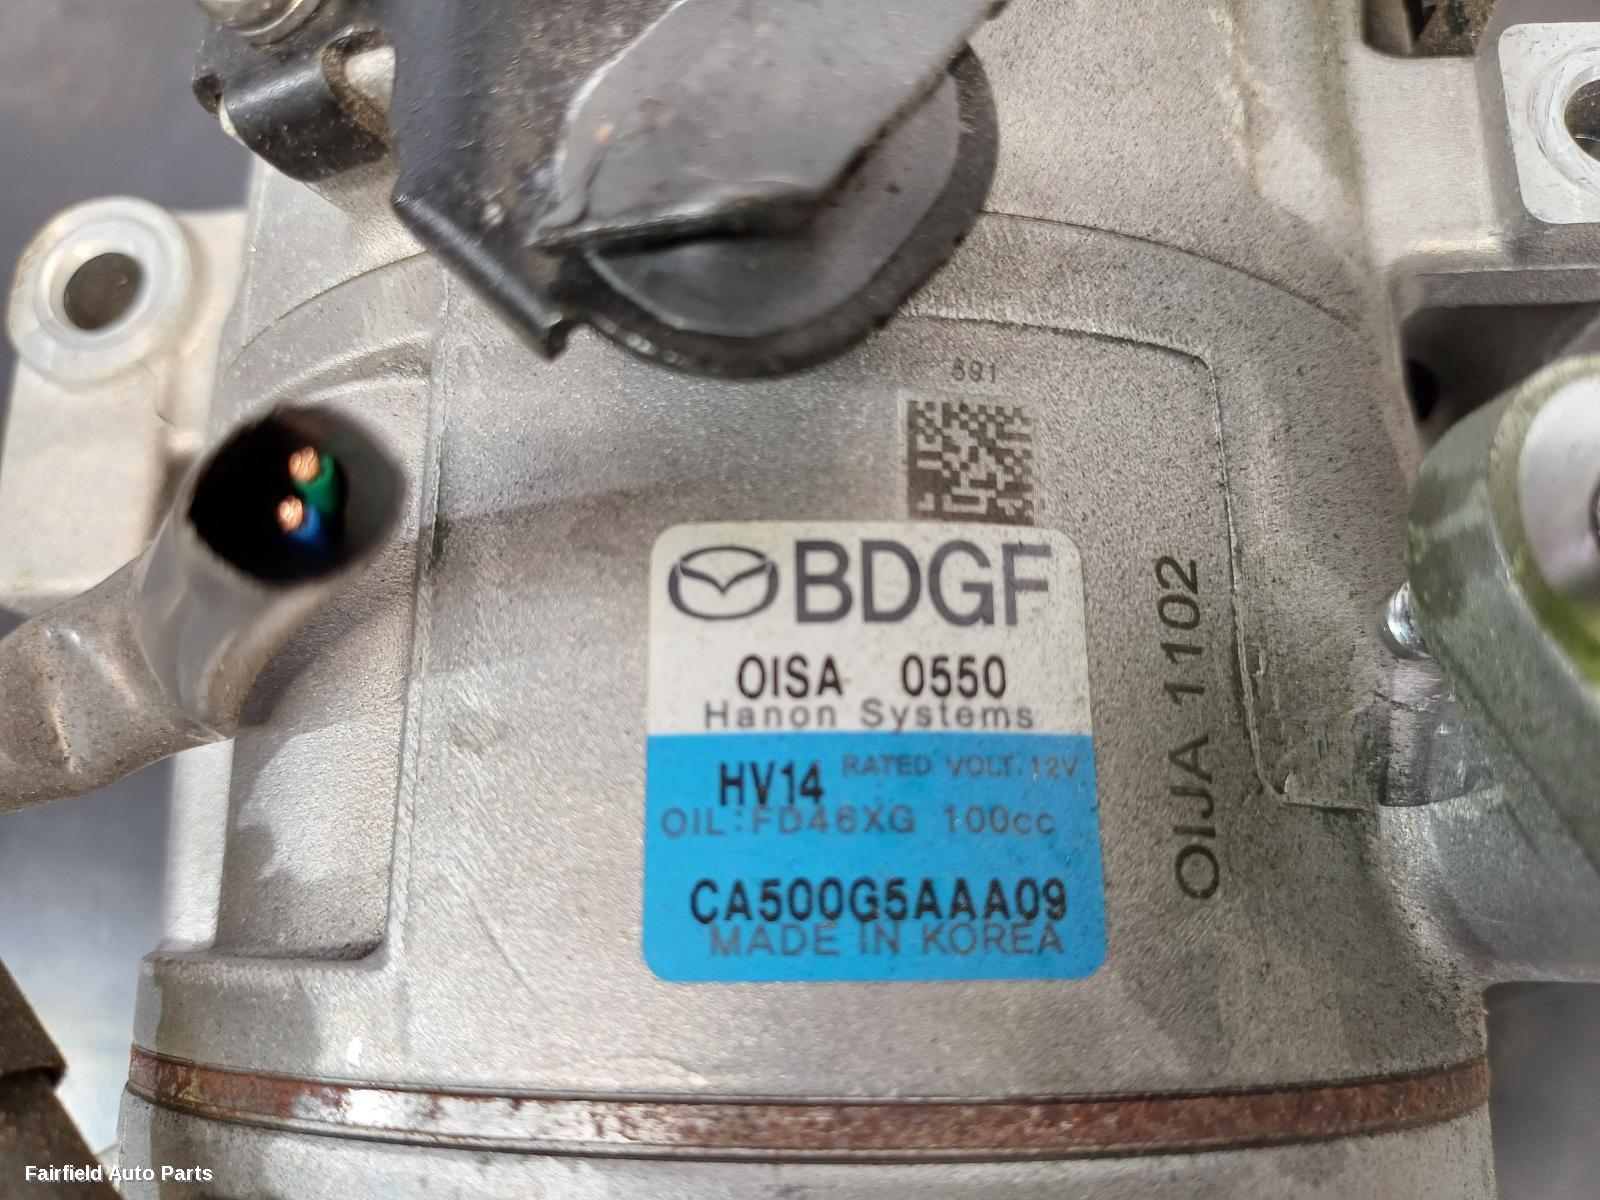 691
BDGF
OISA 0550
Hanon Systems
HV14 RATED VOLT. 12V
OIL:FD46XG 100cc
CA500G5AAA09
MADE IN KOREA
OIJA 1102
Fairfield Auto Parts